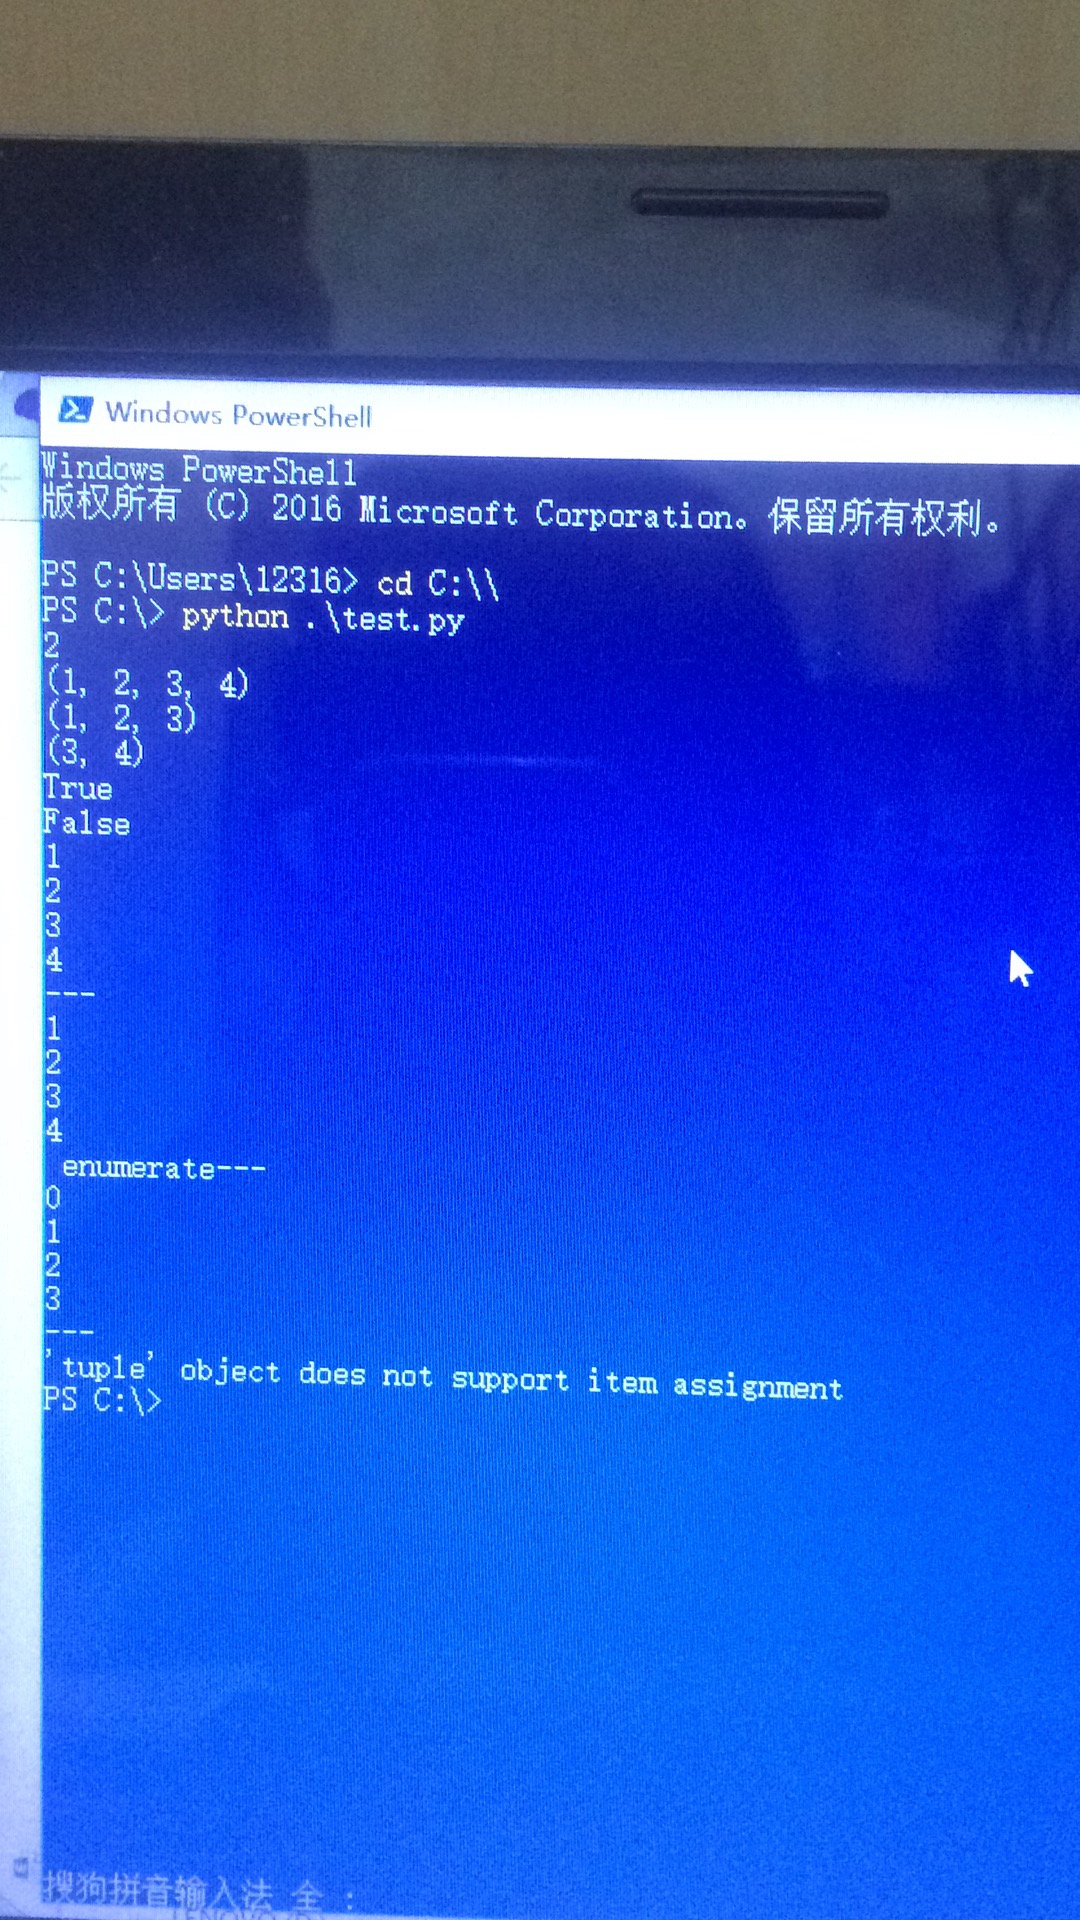 Windows PowerShell
Windows PowerShell
版权所有 (C) 2016 Microsoft Corporation。保留所有权利。
PS C:\Users\12316> cd C:\\
PS C:\> python .\test.py
2
(1, 2, 3, 4)
(1, 2, 3)
(3, 4)
True
False
1
2
3
4
---
1
2
3
4
enumerate---
0
1
2
3
---
'tuple' object does not support item assignment
PS C:\>
搜狗拼音输入法 全 :